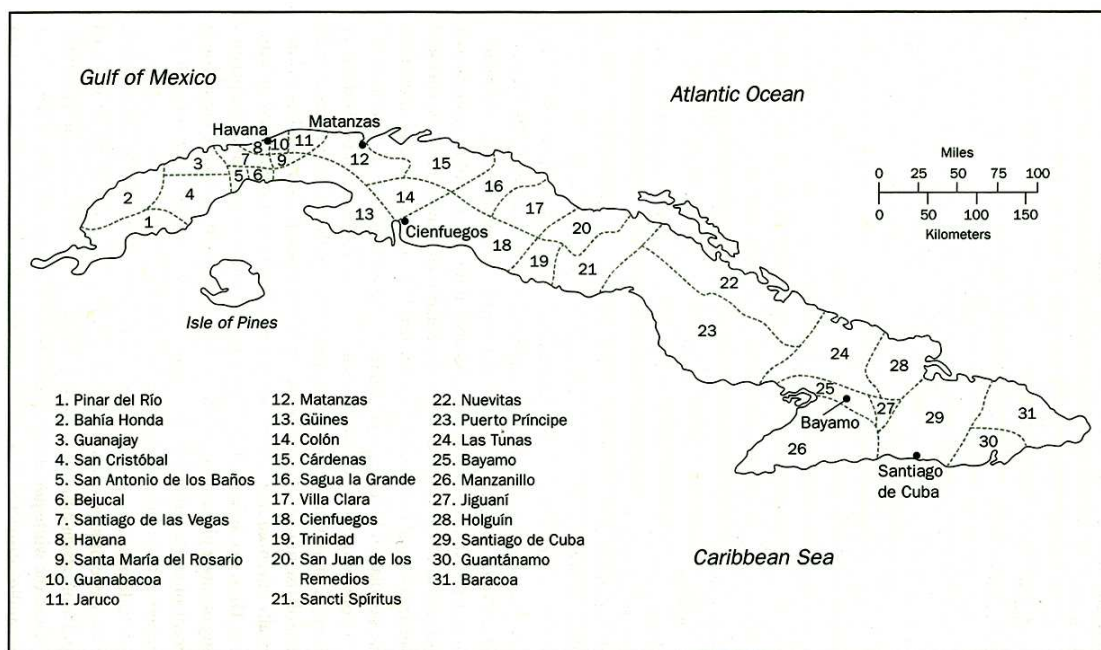 Gulf of Mexico
Atlantic Ocean
Havana
Matanzas
Miles
0 25 50 75 100
0 50 100 150
Kilometers
1
2
3
4
5
6
7
8
9
10
11
12
13
14
15
16
17
18
19
20
21
22
23
24
25
26
27
28
29
30
31
Cienfuegos
Isle of Pines
Bayamo
Santiago
de Cuba
Caribbean Sea
1. Pinar del Río
2. Bahía Honda
3. Guanajay
4. San Cristóbal
5. San Antonio de los Baños
6. Bejucal
7. Santiago de las Vegas
8. Havana
9. Santa María del Rosario
10. Guanabacoa
11. Jaruco
12. Matanzas
13. Güines
14. Colón
15. Cárdenas
16. Sagua la Grande
17. Villa Clara
18. Cienfuegos
19. Trinidad
20. San Juan de los
Remedios
21. Sancti Spíritus
22. Nuevitas
23. Puerto Príncipe
24. Las Túnas
25. Bayamo
26. Manzanillo
27. Jiguaní
28. Holguín
29. Santiago de Cuba
30. Guantánamo
31. Baracoa